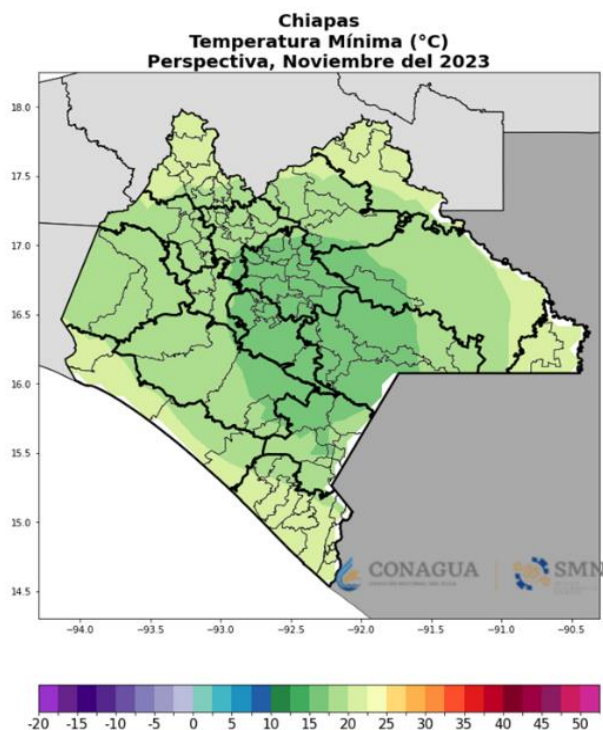 Chiapas
Temperatura Mínima (°C)
Perspectiva, Noviembre del 2023
18.0
17.5
17.0
16.5
16.0
15.5
15.0
14.5
CONAGUA
SMN
−94.0 −93.5 −93.0 −92.5 −92.0 −91.5 −91.0 −90.5
-20 -15 -10 -5 0 5 10 15 20 25 30 35 40 45 50